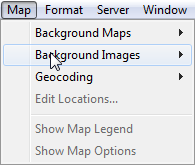 Map Format Server Window
Background Maps
Background Images
Geocoding
Edit Locations...
Show Map Legend
Show Map Options